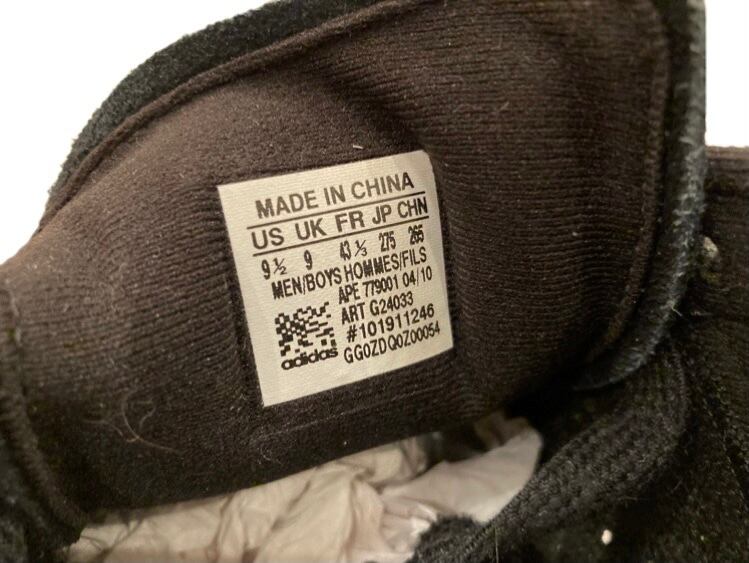 MADE IN CHINA
US UK FR JP CHN
9½ 9 43⅓ 275 265
MEN/BOYS HOMMES/FILS
APE 779001 04/10
ART G24033
#101911246
adidas GG0ZDQ0Z00054